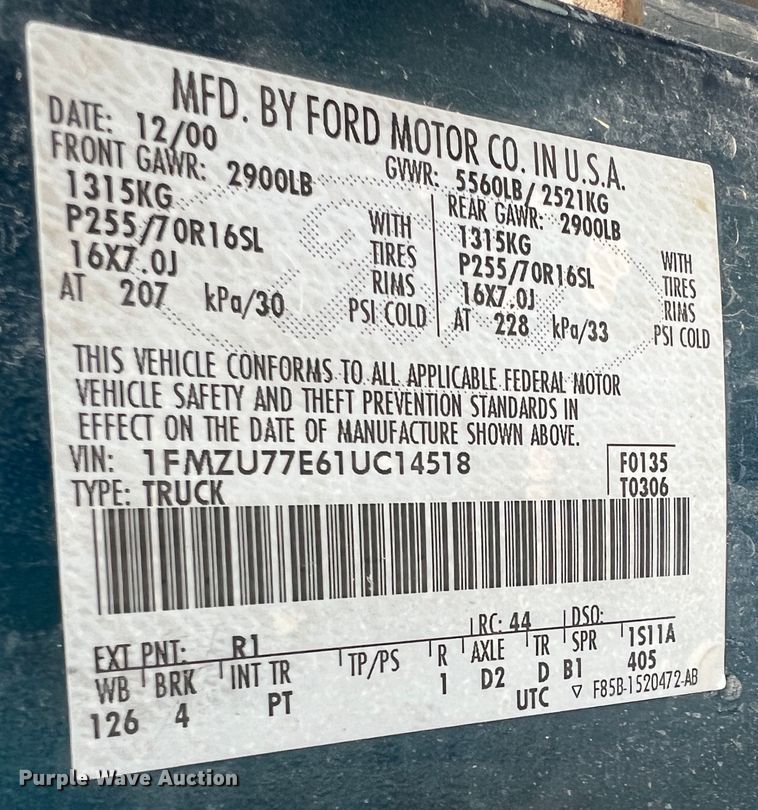 MFD. BY FORD MOTOR CO. IN U.S.A.
DATE: 12/00 GVWR: 5560LB/ 2521KG
FRONT GAWR: 2900LB REAR GAWR: 2900LB
1315KG WITH 1315KG WITH
P255/70R16SL TIRES P255/70R16SL TIRES
16X7.0J RIMS 16X7.0J RIMS
AT 207 kPa/30 PSI COLD AT 228 kPa/33 PSI COLD
THIS VEHICLE CONFORMS TO ALL APPLICABLE FEDERAL MOTOR
VEHICLE SAFETY AND THEFT PREVENTION STANDARDS IN
EFFECT ON THE DATE OF MANUFACTURE SHOWN ABOVE.
VIN: 1FMZU77E61UC14518 F0135
TYPE: TRUCK T0306
EXT PNT: R1 RC: 44 DSO:
WB BRK INT TR TP/PS R AXLE TR SPR 1S11A
126 4 PT 1 D2 D B1 405
UTC ▽ F85B-1520472-AB
Purple Wave Auction